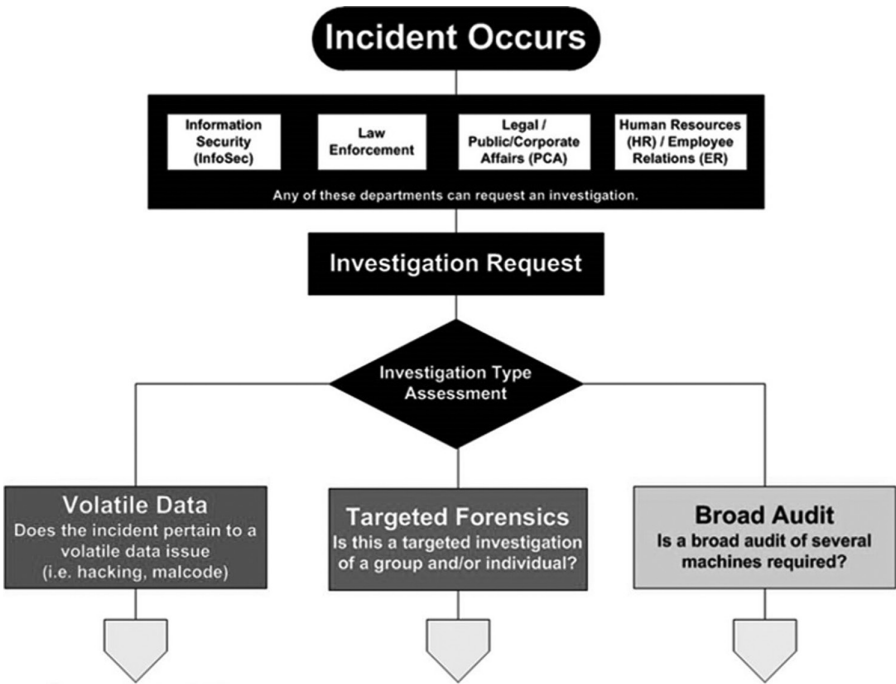 Incident Occurs
Information
Security
(InfoSec)
Law
Enforcement
Legal /
Public/Corporate
Affairs (PCA)
Human Resources
(HR) / Employee
Relations (ER)
Any of these departments can request an investigation.
Investigation Request
Investigation Type
Assessment
Volatile Data
Does the incident pertain to a
volatile data issue
(i.e. hacking, malcode)
Targeted Forensics
Is this a targeted investigation
of a group and/or individual?
Broad Audit
Is a broad audit of several
machines required?